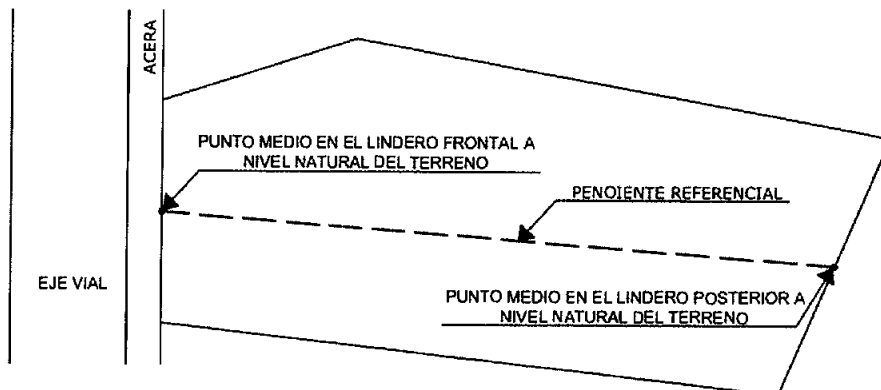 ACERA
PUNTO MEDIO EN EL LINDERO FRONTAL A
NIVEL NATURAL DEL TERRENO
PENOIENTE REFERENCIAL
EJE VIAL
PUNTO MEDIO EN EL LINDERO POSTERIOR A
NIVEL NATURAL DEL TERRENO